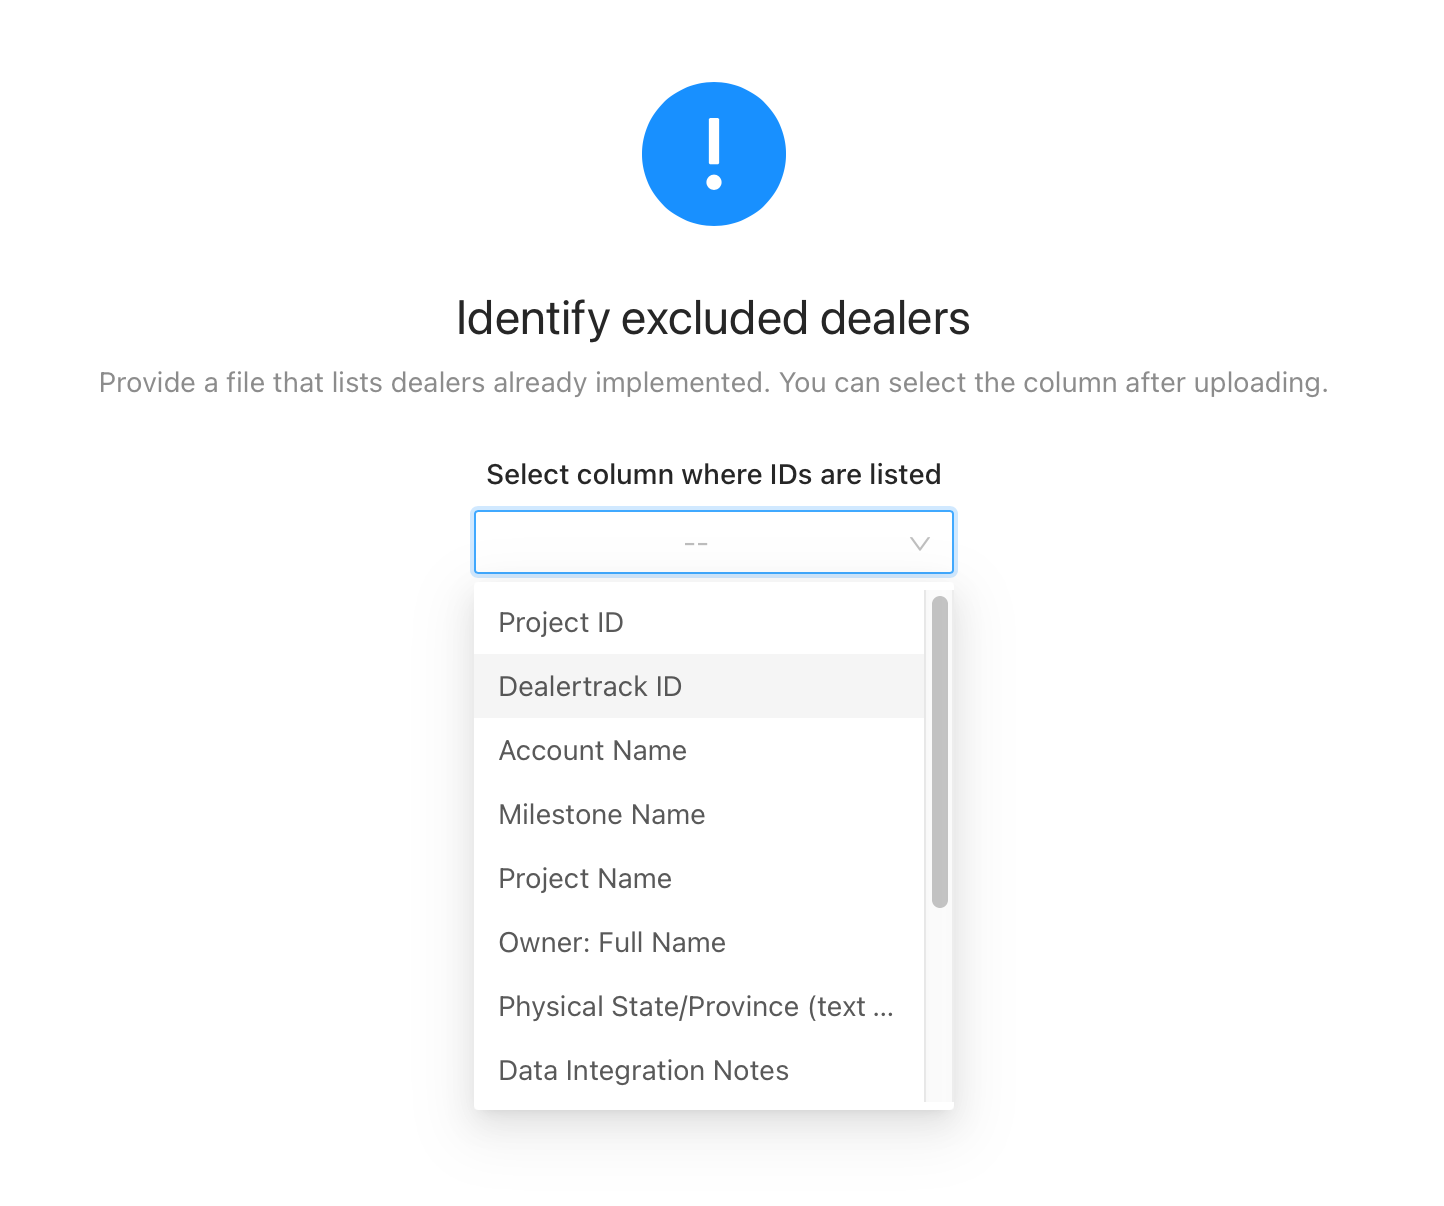 Identify excluded dealers
Provide a file that lists dealers already implemented. You can select the column after uploading.
Select column where IDs are listed
--
Project ID
Dealertrack ID
Account Name
Milestone Name
Project Name
Owner: Full Name
Physical State/Province (text ...
Data Integration Notes